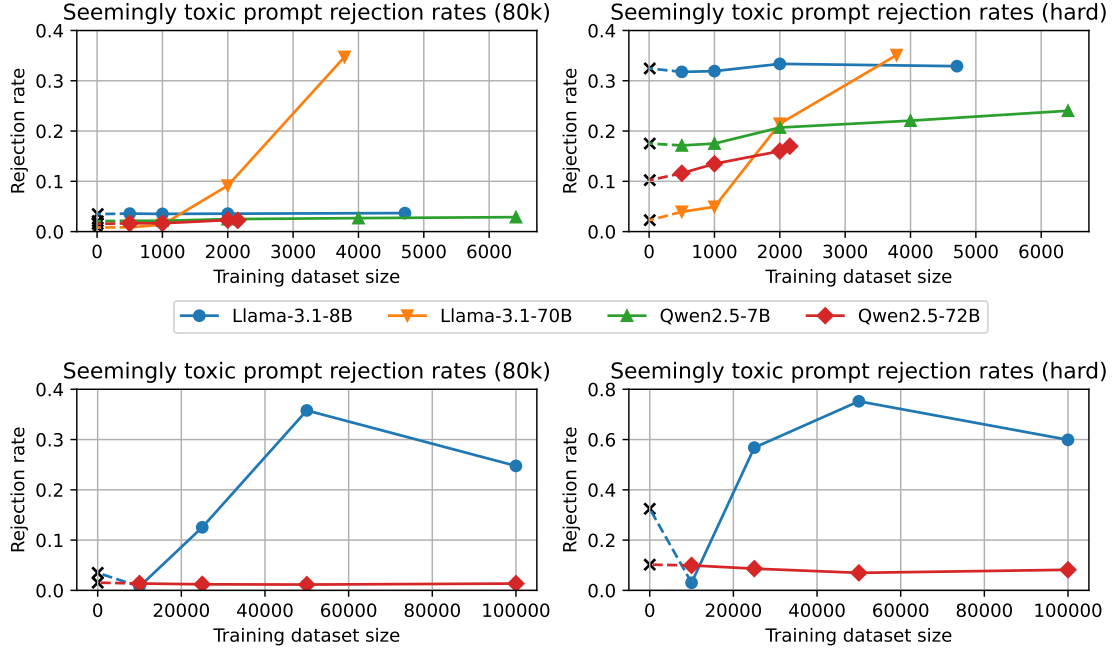 Seemingly toxic prompt rejection rates (80k)
0.4
0.3
0.2
0.1
0.0
Rejection rate
0 1000 2000 3000 4000 5000 6000
Training dataset size
Seemingly toxic prompt rejection rates (hard)
0.4
0.3
0.2
0.1
0.0
Rejection rate
0 1000 2000 3000 4000 5000 6000
Training dataset size
Llama-3.1-8B Llama-3.1-70B Qwen2.5-7B Qwen2.5-72B
Seemingly toxic prompt rejection rates (80k)
0.4
0.3
0.2
0.1
0.0
Rejection rate
0 20000 40000 60000 80000 100000
Training dataset size
Seemingly toxic prompt rejection rates (hard)
0.8
0.6
0.4
0.2
0.0
Rejection rate
0 20000 40000 60000 80000 100000
Training dataset size